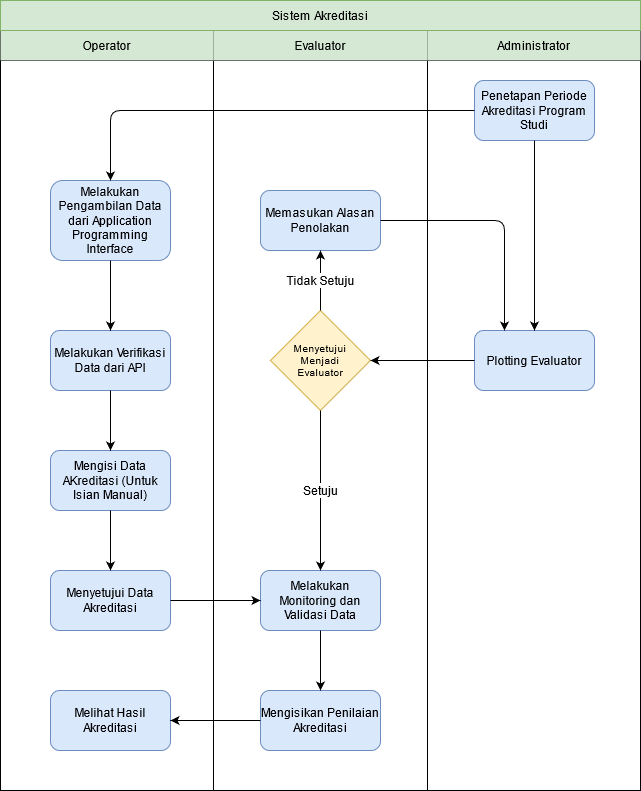 Sistem Akreditasi
Operator
Evaluator
Administrator
Penetapan Periode
Akreditasi Program
Studi
Melakukan
Pengambilan Data
dari Application
Programming
Interface
Memasukan Alasan
Penolakan
Tidak Setuju
Melakukan Verifikasi
Data dari API
Menyetujui
Menjadi
Evaluator
Plotting Evaluator
Mengisi Data
AKreditasi (Untuk
Isian Manual)
Setuju
Menyetujui Data
Akreditasi
Melakukan
Monitoring dan
Validasi Data
Melihat Hasil
Akreditasi
Mengisikan Penilaian
Akreditasi